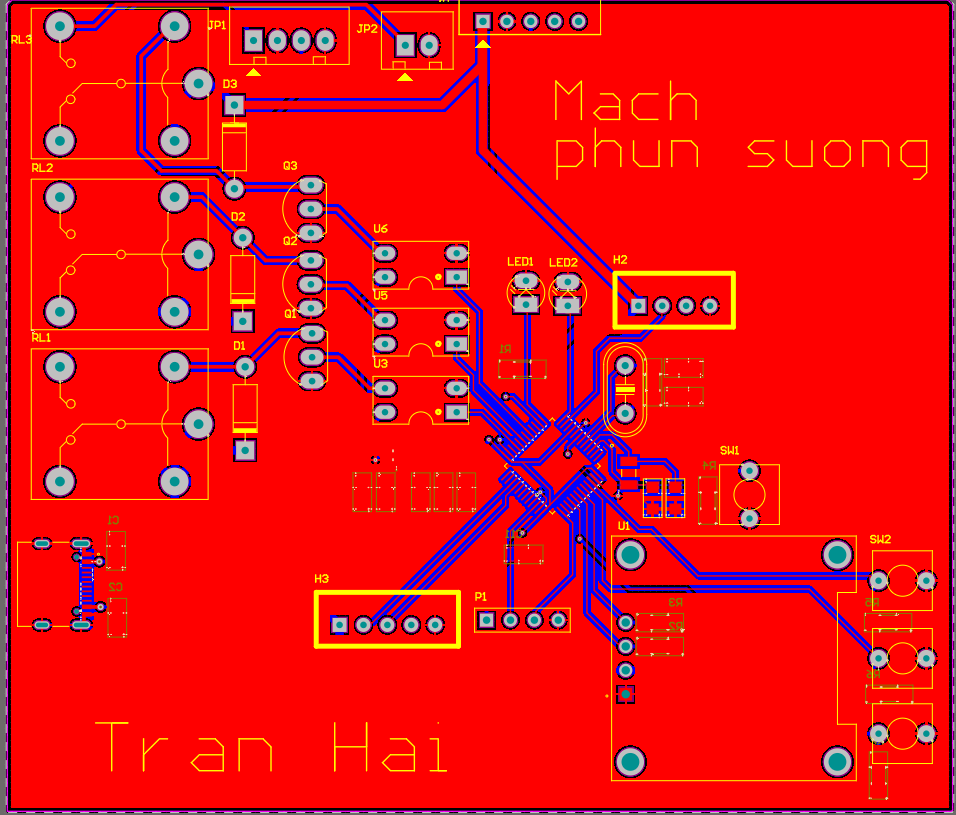 RL3
JP1
JP2
D3
Mach
phun suong
RL2
Q3
D2
Q2
U6
U5
LED1
LED2
H2
Q1
RL1
D1
U3
R1
SW1
R4
C1
C2
U1
SW2
H3
P1
R3
R2
R5
R6
Tran Hai